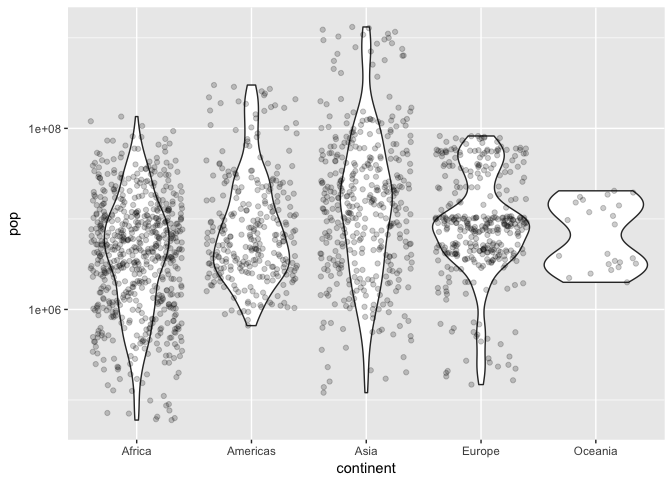 pop
1e+08
1e+06
Africa
Americas
Asia
Europe
Oceania
continent